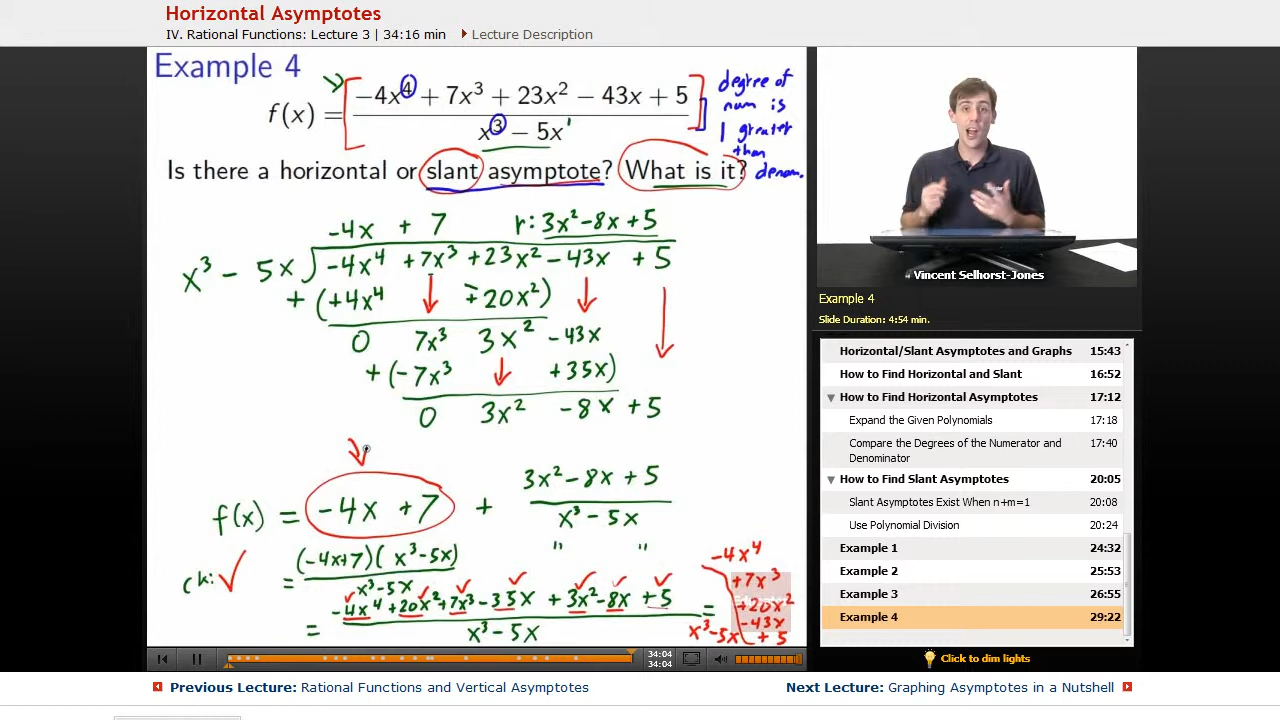 Horizontal Asymptotes
IV. Rational Functions: Lecture 3 | 34:16 min
Lecture Description
Example 4
f(x) = [ (-4x⁴ + 7x³ + 23x² − 43x + 5) / (x³ − 5x¹) ]
degree of
num is
1 greater
than
denom.
Is there a horizontal or slant asymptote? What is it?
-4x + 7 r: 3x² -8x +5
x³ - 5x ) -4x⁴ +7x³ +23x² -43x +5
+ (+4x⁴ ∓20x²)
0 7x³ 3x² -43x
+ (-7x³ +35x)
0 3x² -8x +5
f(x) = -4x +7 + (3x² -8x +5) / (x³ -5x)
ck: = (-4x+7)(x³-5x) / (x³-5x) " "
= (-4x⁴ +20x² +7x³ -35x + 3x² -8x +5) / (x³ -5x) =
-4x⁴
+7x³
+20x²
-43x
+5
x³-5x
Vincent Selhorst-Jones
Example 4
Slide Duration: 4:54 min.
Horizontal/Slant Asymptotes and Graphs 15:43
How to Find Horizontal and Slant 16:52
How to Find Horizontal Asymptotes 17:12
Expand the Given Polynomials 17:18
Compare the Degrees of the Numerator and 17:40
Denominator
How to Find Slant Asymptotes 20:05
Slant Asymptotes Exist When n+m=1 20:08
Use Polynomial Division 20:24
Example 1 24:32
Example 2 25:53
Example 3 26:55
Example 4 29:22
34:04
34:04
Click to dim lights
Previous Lecture: Rational Functions and Vertical Asymptotes
Next Lecture: Graphing Asymptotes in a Nutshell